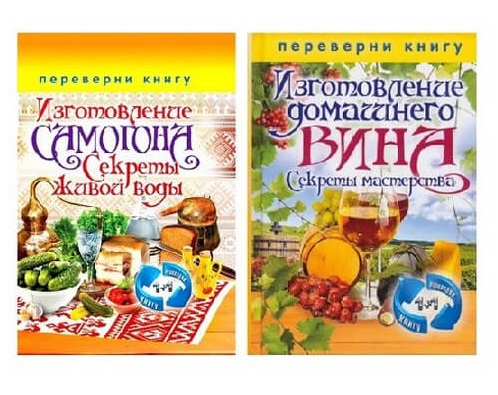 переверни книгу
Изготовление
САМОГОНА
Секреты
живой воды
переверни книгу
Изготовление
домашнего
ВИНА
Секреты мастерства